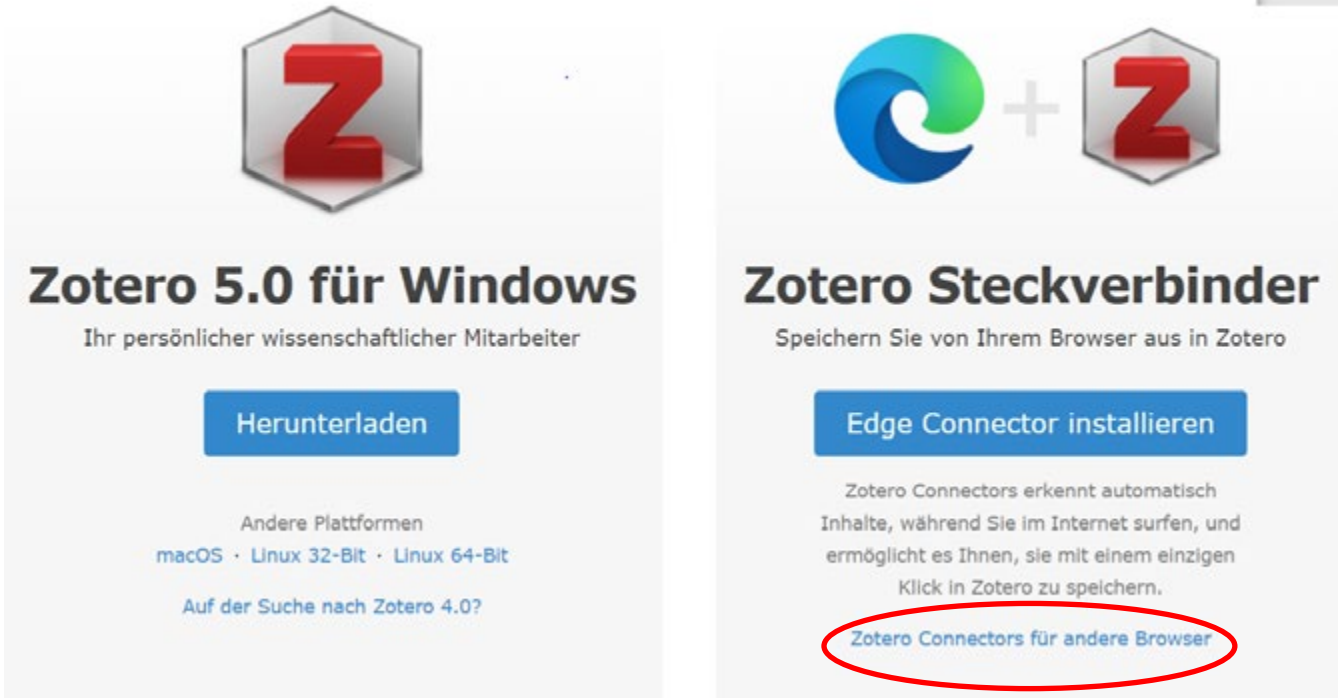 Z
Zotero 5.0 für Windows
Ihr persönlicher wissenschaftlicher Mitarbeiter
Herunterladen
Andere Plattformen
macOS · Linux 32-Bit · Linux 64-Bit
Auf der Suche nach Zotero 4.0?
+ Z
Zotero Steckverbinder
Speichern Sie von Ihrem Browser aus in Zotero
Edge Connector installieren
Zotero Connectors erkennt automatisch
Inhalte, während Sie im Internet surfen, und
ermöglicht es Ihnen, sie mit einem einzigen
Klick in Zotero zu speichern.
Zotero Connectors für andere Browser